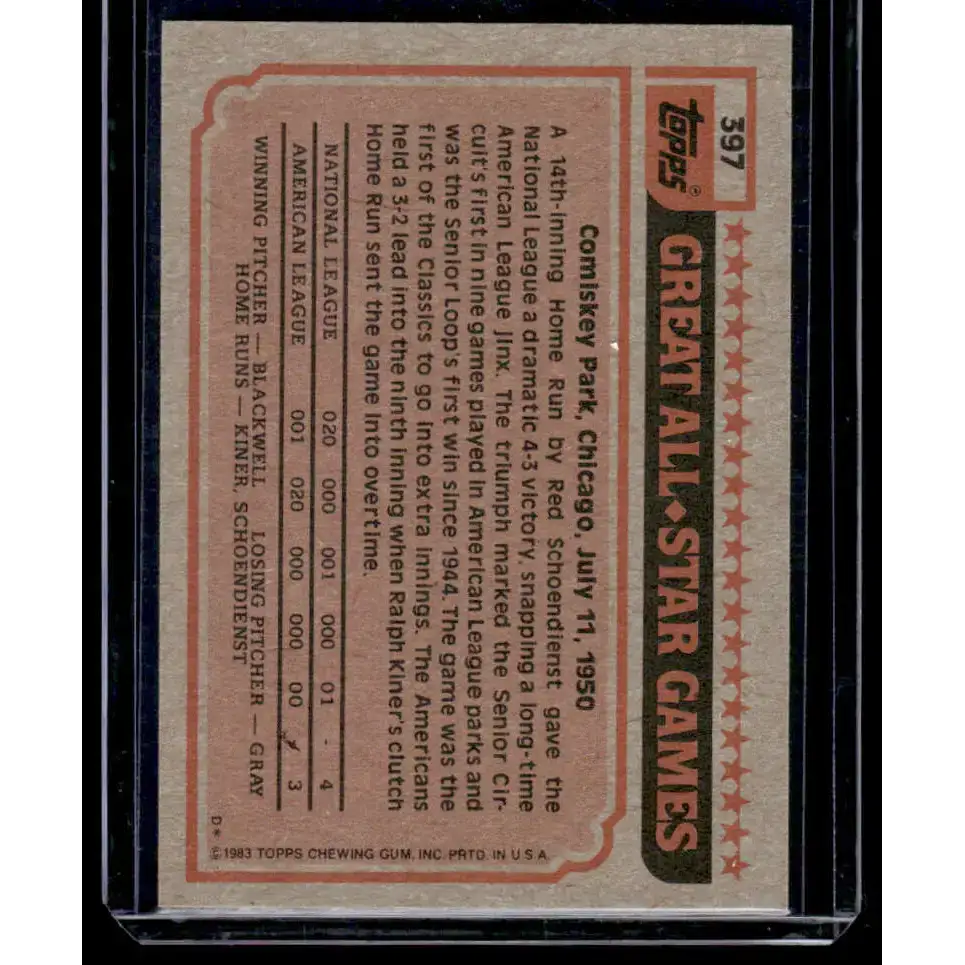 397
topps®
GREAT ALL◆STAR GAMES
Comiskey Park, Chicago, July 11, 1950
A 14th-inning Home Run by Red Schoendienst gave the
National League a dramatic 4-3 victory, snapping a long-time
American League jinx. The triumph marked the Senior Cir-
cuit's first in nine games played in American League parks and
was the Senior Loop's first win since 1944. The game was the
first of the Classics to go into extra innings. The Americans
held a 3-2 lead into the ninth inning when Ralph Kiner's clutch
Home Run sent the game into overtime.
NATIONAL LEAGUE 020 000 001 000 01 - 4
AMERICAN LEAGUE 001 020 000 000 00 - 3
WINNING PITCHER — BLACKWELL LOSING PITCHER — GRAY
HOME RUNS — KINER, SCHOENDIENST
D* © 1983 TOPPS CHEWING GUM, INC. PRTD. IN U.S.A.